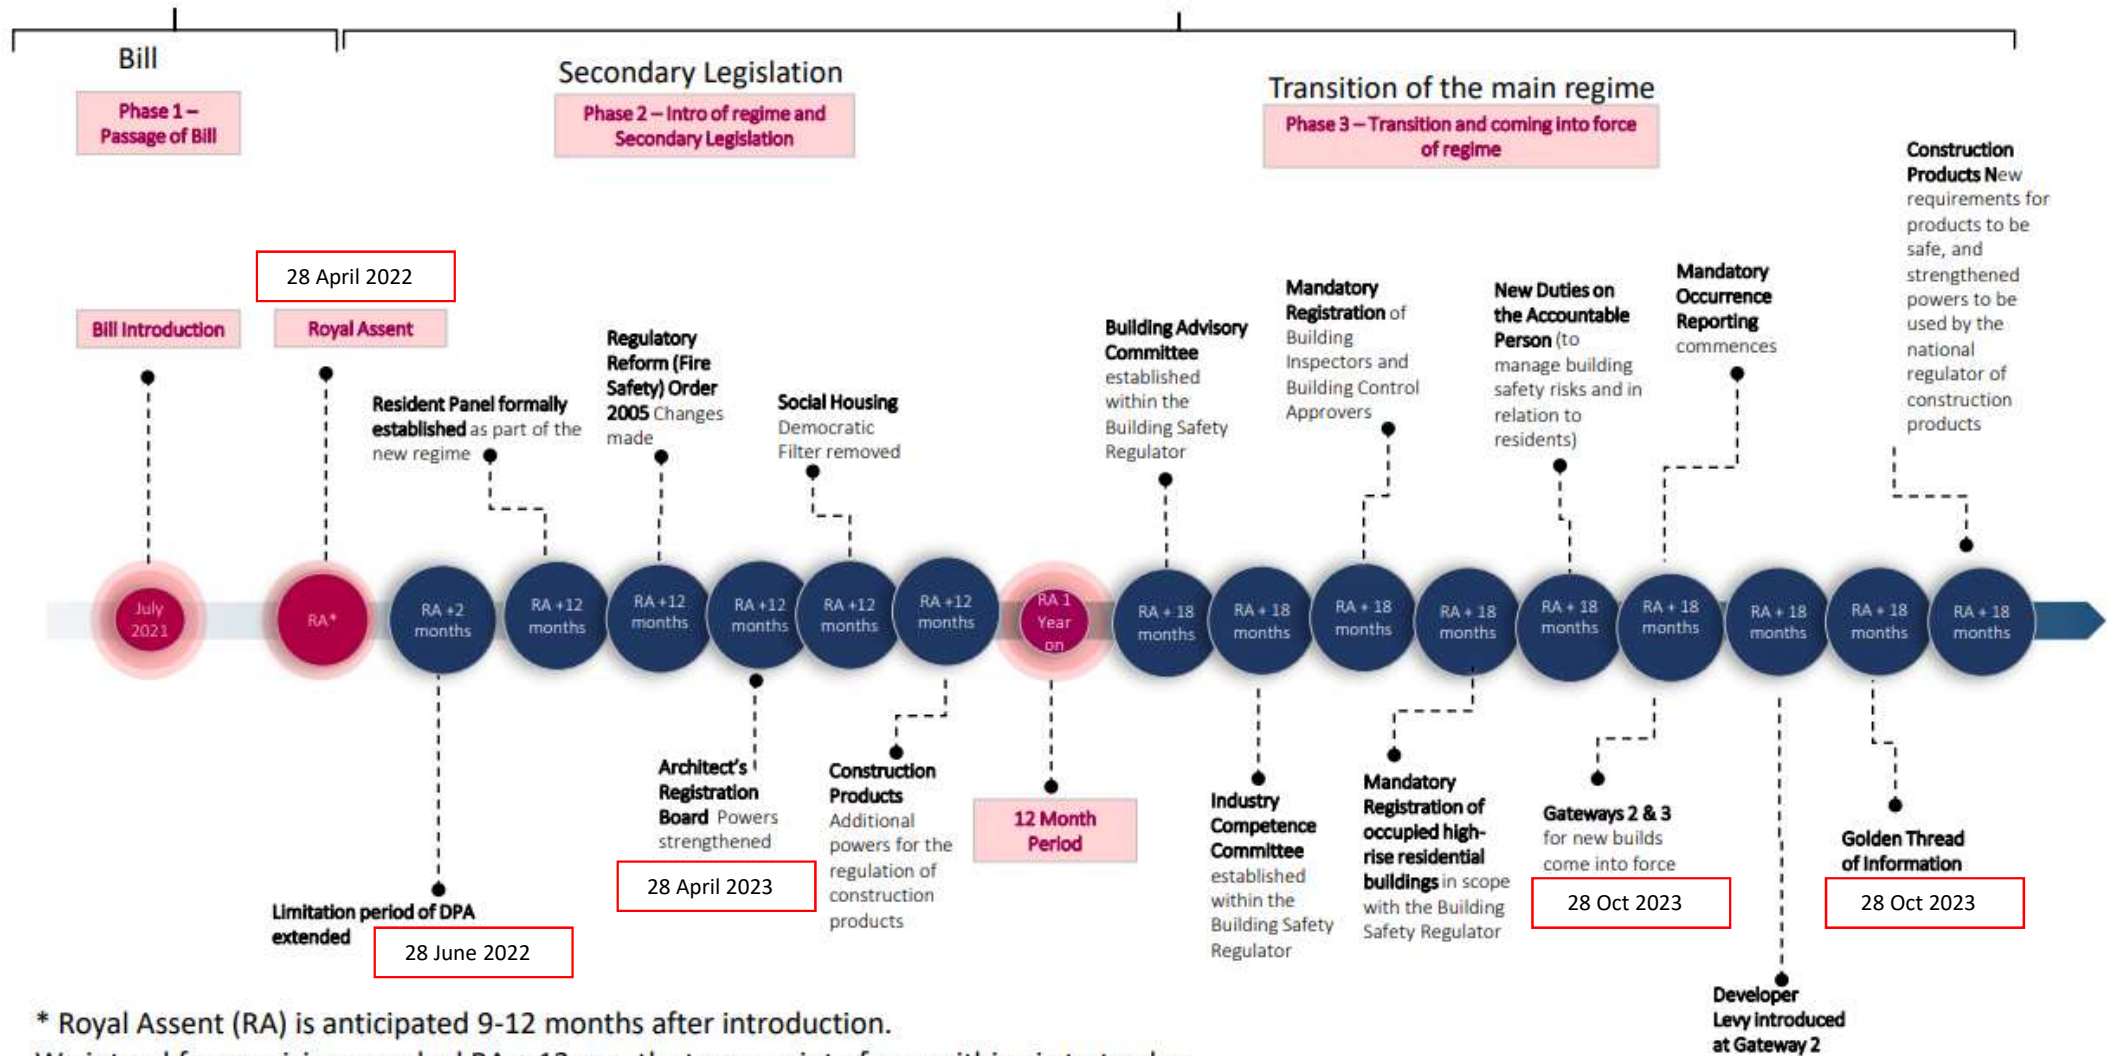 Bill
Phase 1 –
Passage of Bill
Secondary Legislation
Phase 2 – Intro of regime and
Secondary Legislation
Transition of the main regime
Phase 3 – Transition and coming into force
of regime
28 April 2022
Bill Introduction
Royal Assent
Resident Panel formally
established as part of the
new regime
Regulatory
Reform (Fire
Safety) Order
2005 Changes
made
Social Housing
Democratic
Filter removed
Building Advisory
Committee
established
within the
Building Safety
Regulator
Mandatory
Registration of
Building
Inspectors and
Building Control
Approvers
New Duties on
the Accountable
Person (to
manage building
safety risks and in
relation to
residents)
Mandatory
Occurrence
Reporting
commences
Construction
Products New
requirements for
products to be
safe, and
strengthened
powers to be
used by the
national
regulator of
construction
products
July
2021
RA*
RA +2
months
RA +12
months
RA +12
months
RA +12
months
RA +12
months
RA +12
months
RA 1
Year
on
RA + 18
months
RA + 18
months
RA + 18
months
RA + 18
months
RA + 18
months
RA + 18
months
RA + 18
months
RA + 18
months
RA + 18
months
Limitation period of DPA
extended
28 June 2022
Architect's
Registration
Board Powers
strengthened
28 April 2023
Construction
Products
Additional
powers for the
regulation of
construction
products
12 Month
Period
Industry
Competence
Committee
established
within the
Building Safety
Regulator
Mandatory
Registration of
occupied high-
rise residential
buildings in scope
with the Building
Safety Regulator
Gateways 2 & 3
for new builds
come into force
28 Oct 2023
Developer
Levy introduced
at Gateway 2
Golden Thread
of Information
28 Oct 2023
* Royal Assent (RA) is anticipated 9-12 months after introduction.